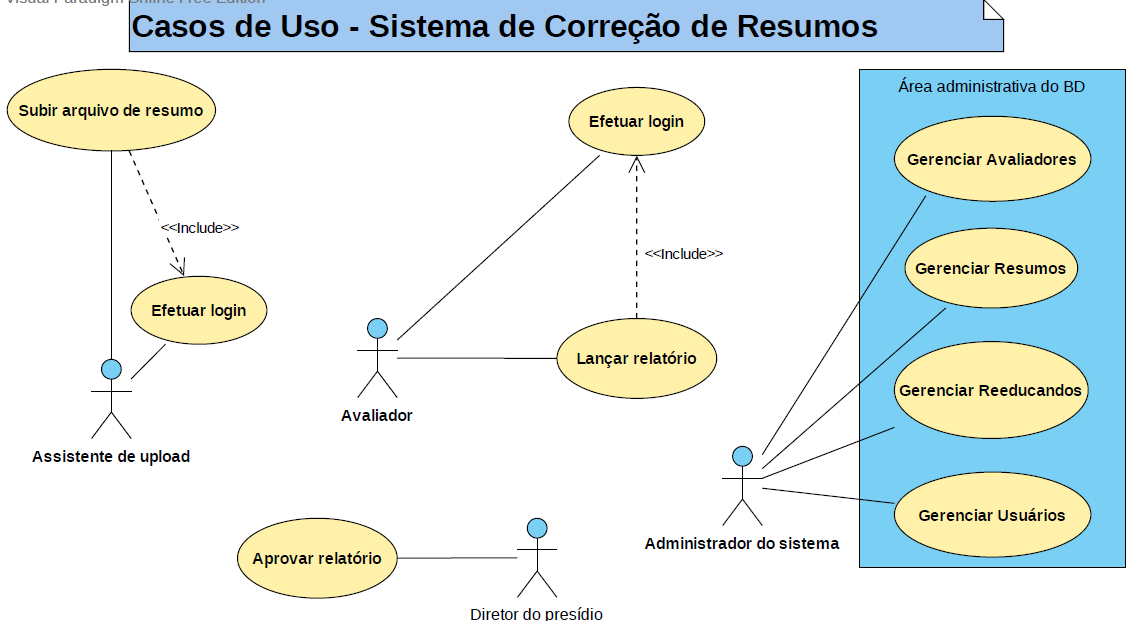 Visual Paradigm Online Free Edition
Casos de Uso - Sistema de Correção de Resumos
Subir arquivo de resumo
<<Include>>
Efetuar login
Assistente de upload
Efetuar login
<<Include>>
Lançar relatório
Avaliador
Aprovar relatório
Diretor do presídio
Área administrativa do BD
Gerenciar Avaliadores
Gerenciar Resumos
Gerenciar Reeducandos
Gerenciar Usuários
Administrador do sistema